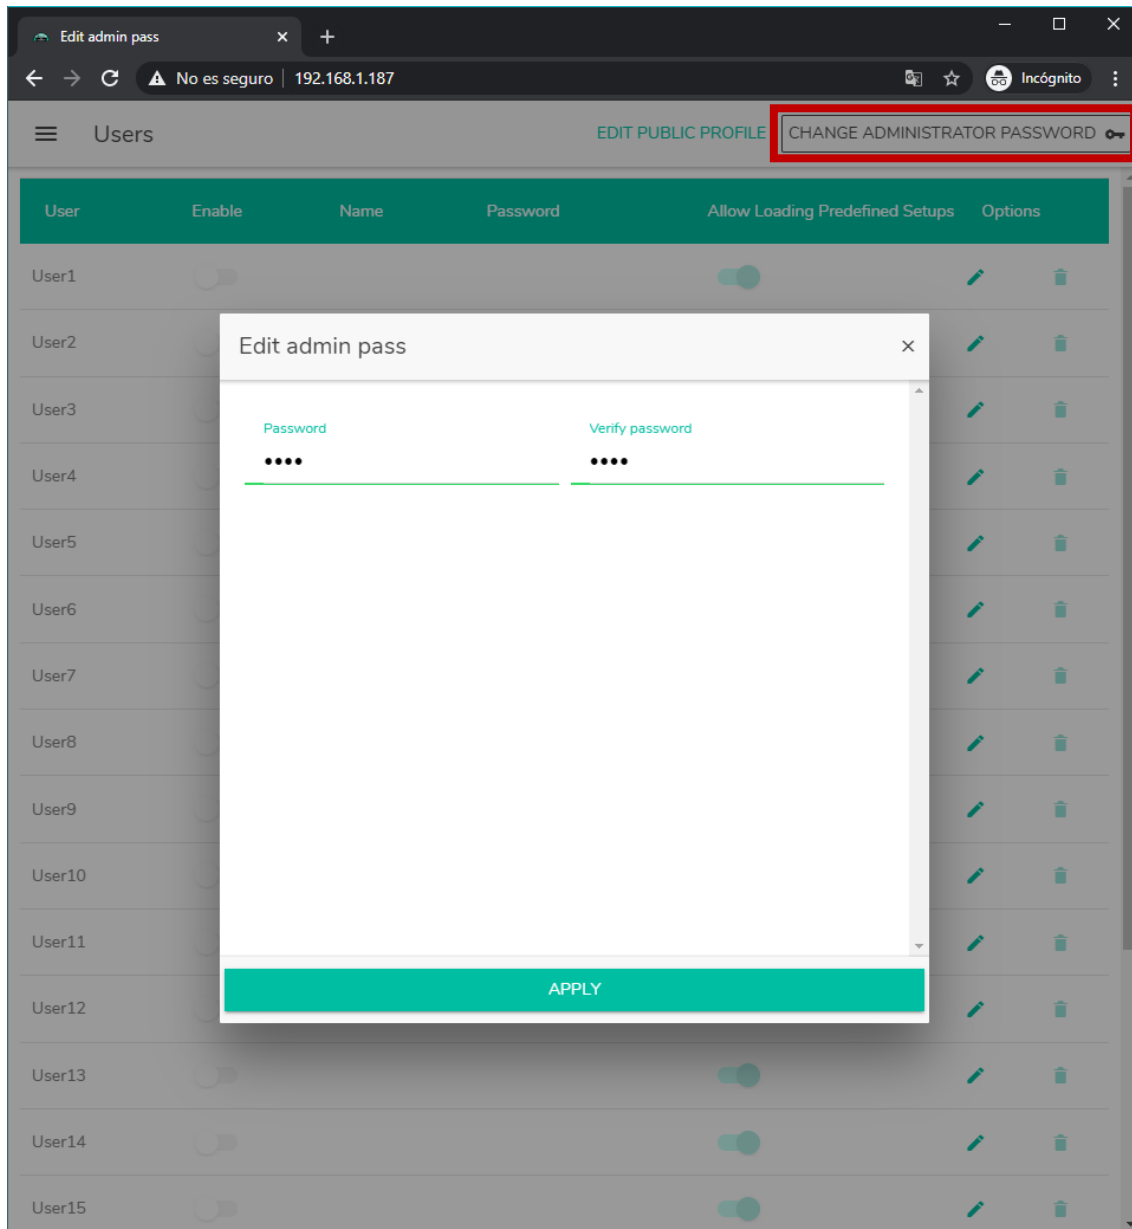 Edit admin pass
No es seguro | 192.168.1.187 Incógnito
Users EDIT PUBLIC PROFILE CHANGE ADMINISTRATOR PASSWORD
User Enable Name Password Allow Loading Predefined Setups Options
User1
User2
Edit admin pass
User3
Password Verify password
•••• ••••
User4
User5
User6
User7
User8
User9
User10
User11
APPLY
User12
User13
User14
User15